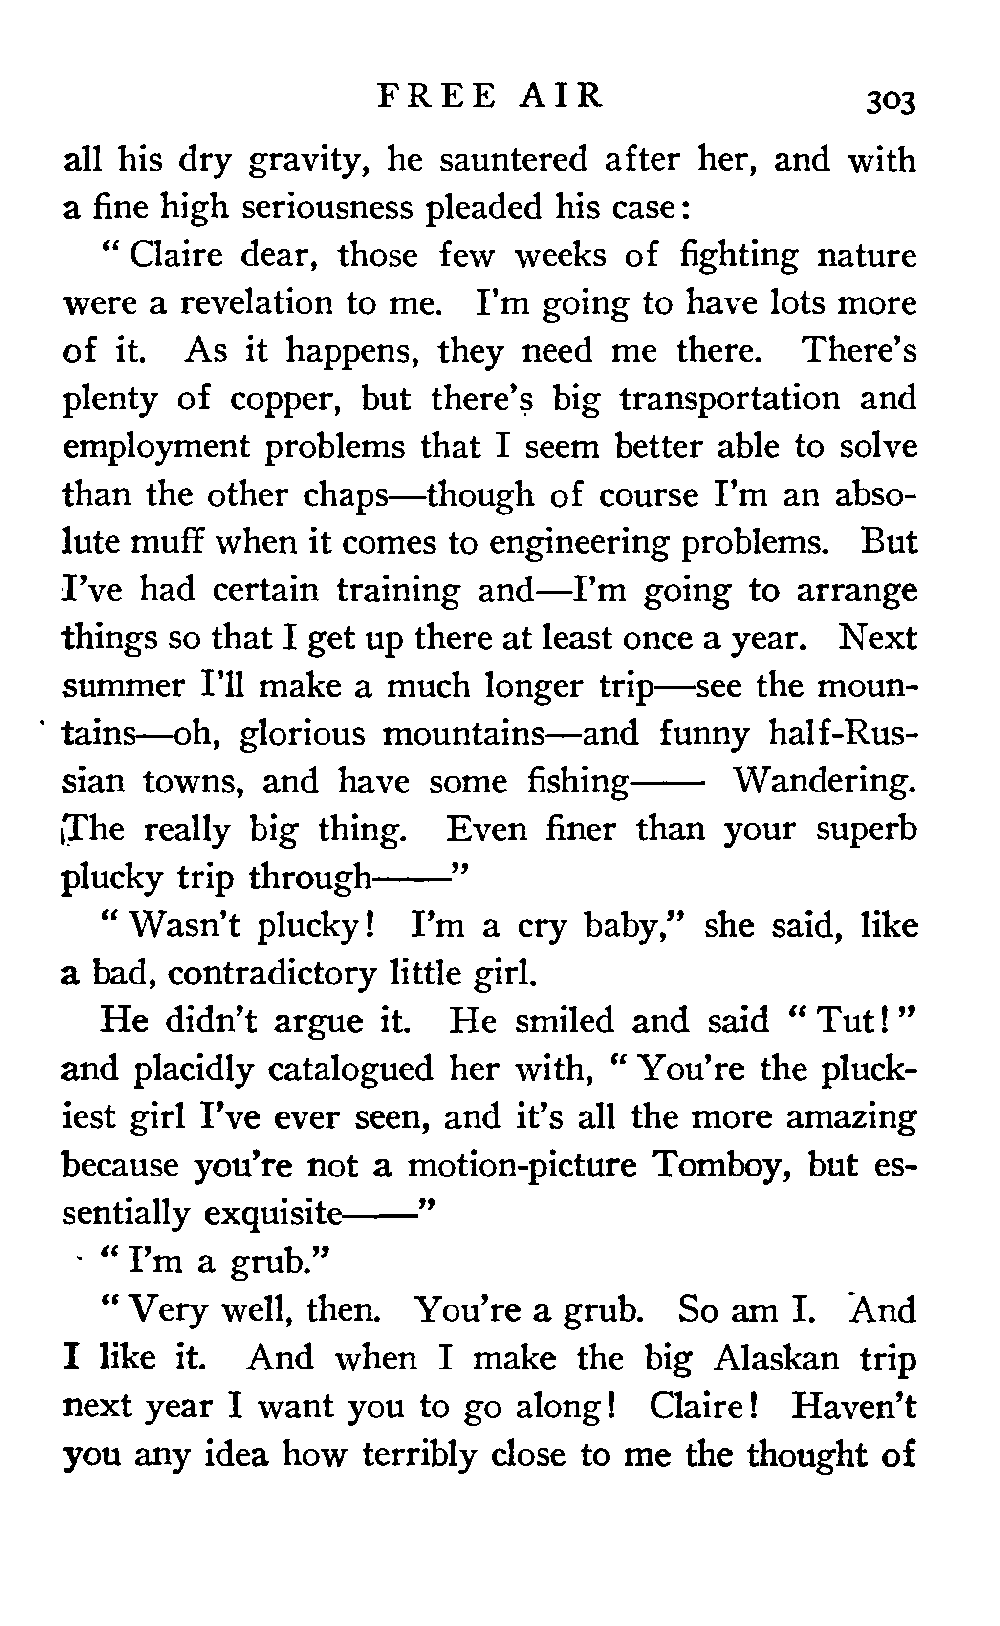 FREE AIR 303
all his dry gravity, he sauntered after her, and with
a fine high seriousness pleaded his case:
“Claire dear, those few weeks of fighting nature
were a revelation to me. I’m going to have lots more
of it. As it happens, they need me there. There’s
plenty of copper, but there’s big transportation and
employment problems that I seem better able to solve
than the other chaps—though of course I’m an abso-
lute muff when it comes to engineering problems. But
I’ve had certain training and—I’m going to arrange
things so that I get up there at least once a year. Next
summer I’ll make a much longer trip—see the moun-
tains—oh, glorious mountains—and funny half-Rus-
sian towns, and have some fishing—— Wandering.
The really big thing. Even finer than your superb
plucky trip through——”
“Wasn’t plucky! I’m a cry baby,” she said, like
a bad, contradictory little girl.
He didn’t argue it. He smiled and said “Tut!”
and placidly catalogued her with, “You’re the pluck-
iest girl I’ve ever seen, and it’s all the more amazing
because you’re not a motion-picture Tomboy, but es-
sentially exquisite——”
“I’m a grub.”
“Very well, then. You’re a grub. So am I. And
I like it. And when I make the big Alaskan trip
next year I want you to go along! Claire! Haven’t
you any idea how terribly close to me the thought of